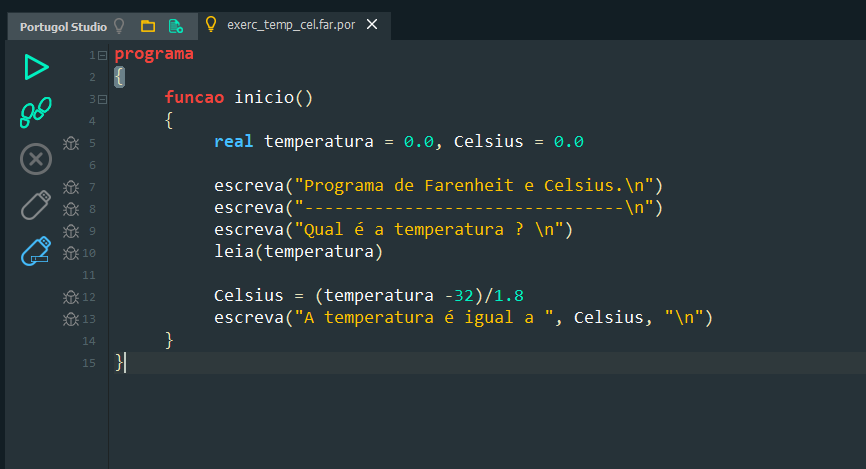 Portugol Studio exerc_temp_cel.far.por
1 programa
2 {
3 funcao inicio()
4 {
5 real temperatura = 0.0, Celsius = 0.0
6
7 escreva("Programa de Farenheit e Celsius.\n")
8 escreva("--------------------------------\n")
9 escreva("Qual é a temperatura ? \n")
10 leia(temperatura)
11
12 Celsius = (temperatura -32)/1.8
13 escreva("A temperatura é igual a ", Celsius, "\n")
14 }
15 }